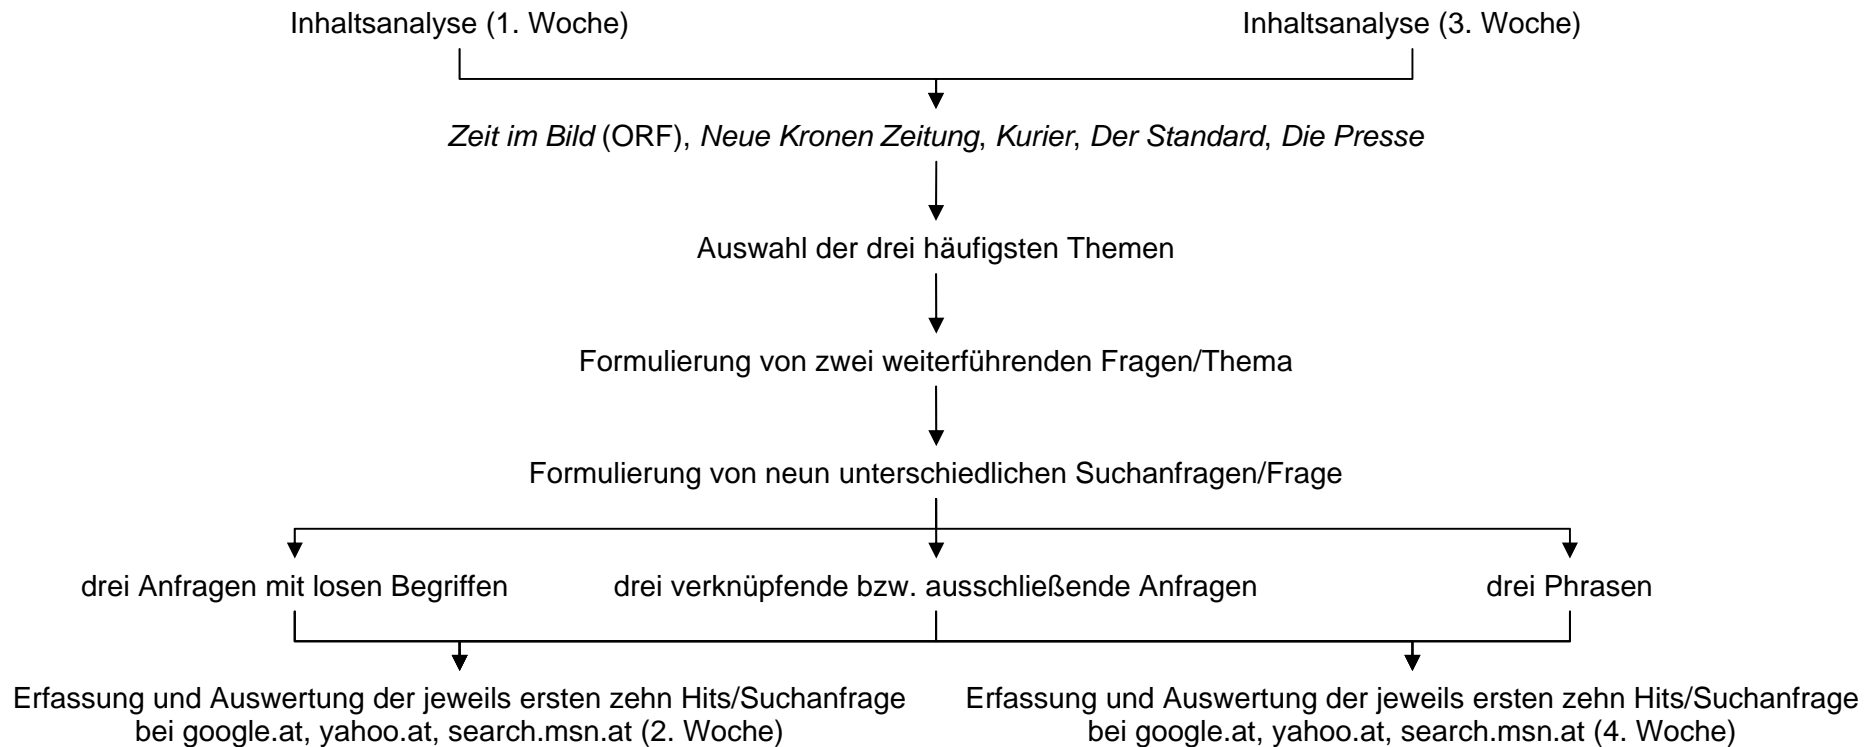 Inhaltsanalyse (1. Woche)
Inhaltsanalyse (3. Woche)
Zeit im Bild (ORF), Neue Kronen Zeitung, Kurier, Der Standard, Die Presse
Auswahl der drei häufigsten Themen
Formulierung von zwei weiterführenden Fragen/Thema
Formulierung von neun unterschiedlichen Suchanfragen/Frage
drei Anfragen mit losen Begriffen
drei verknüpfende bzw. ausschließende Anfragen
drei Phrasen
Erfassung und Auswertung der jeweils ersten zehn Hits/Suchanfrage
bei google.at, yahoo.at, search.msn.at (2. Woche)
Erfassung und Auswertung der jeweils ersten zehn Hits/Suchanfrage
bei google.at, yahoo.at, search.msn.at (4. Woche)